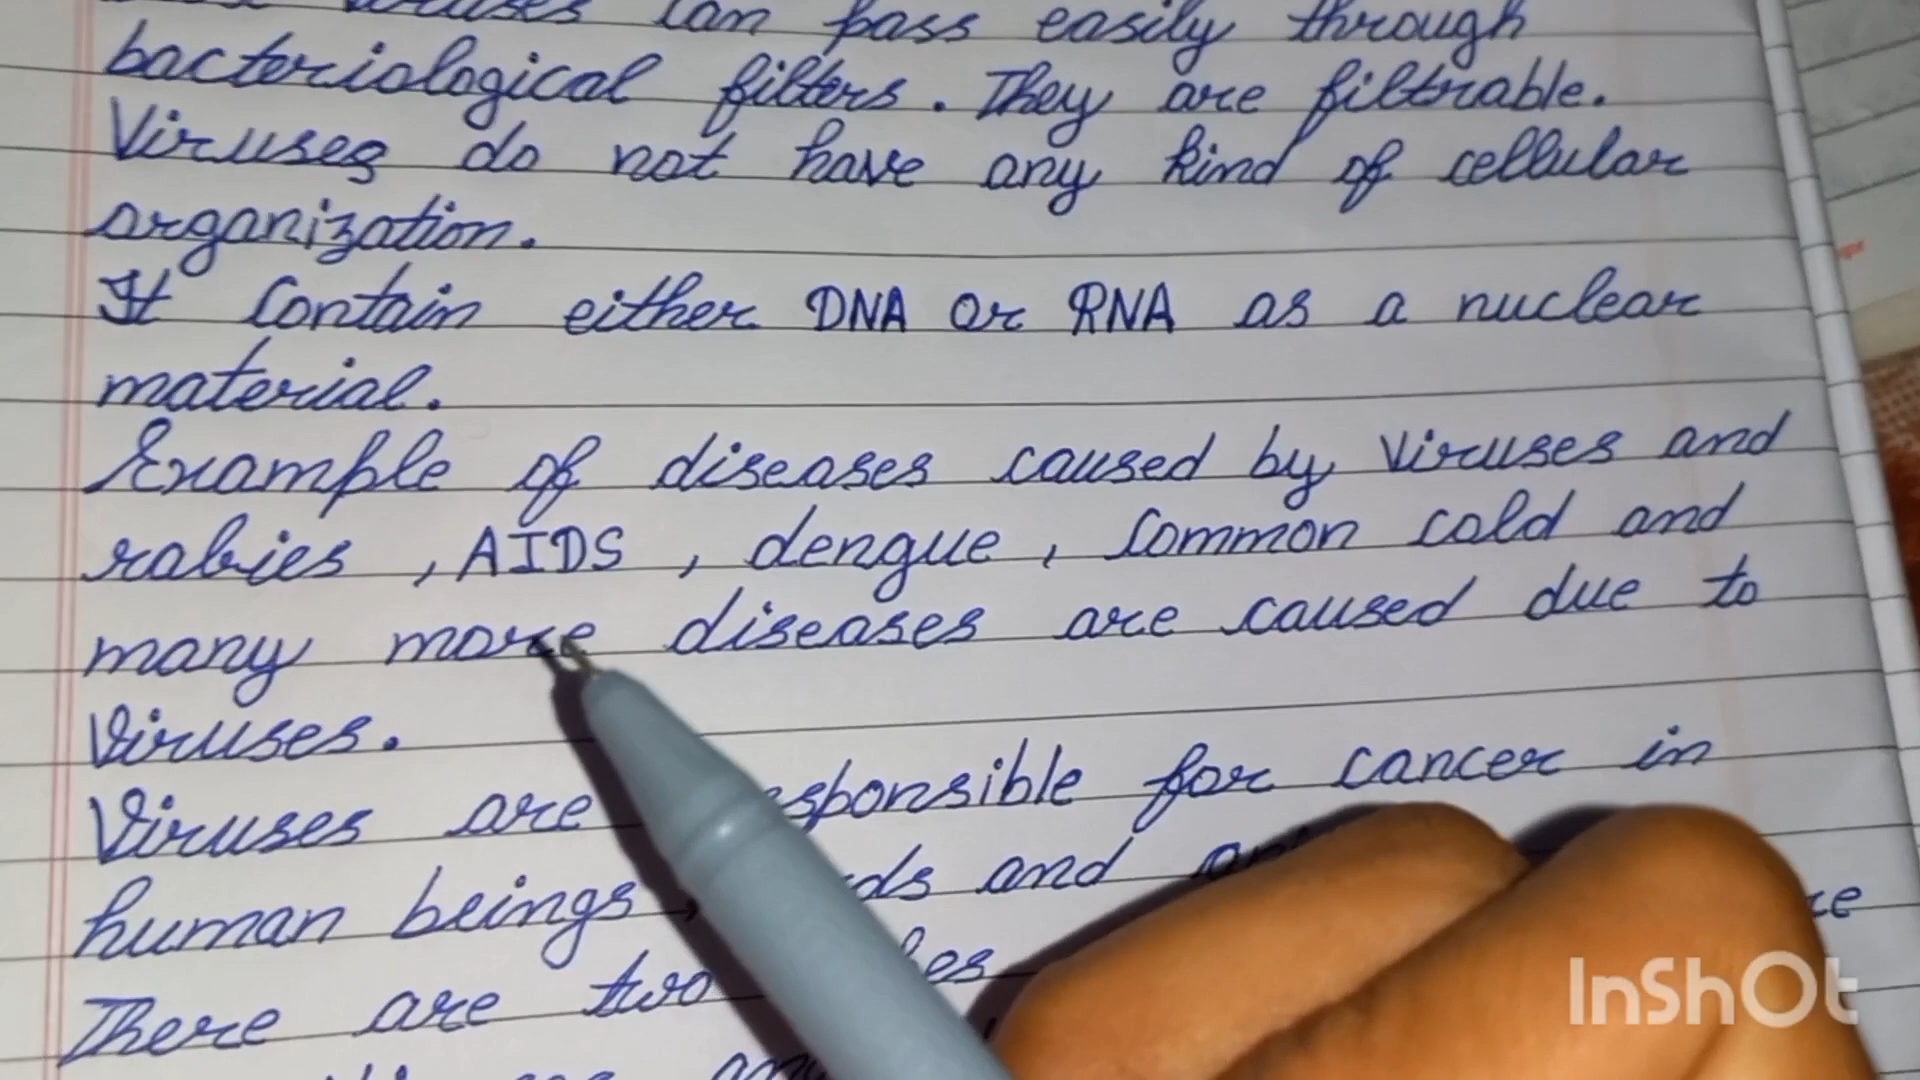 viruses can pass easily through
bacteriological filters. They are filtrable.
Viruses do not have any kind of cellular
organization.
It Contain either DNA or RNA as a nuclear
material.
Example of diseases caused by Viruses and
rabies, AIDS, dengue, Common cold and
many more diseases are caused due to
Viruses.
Viruses are for cancer in
human beings, and
There are two
InShOt